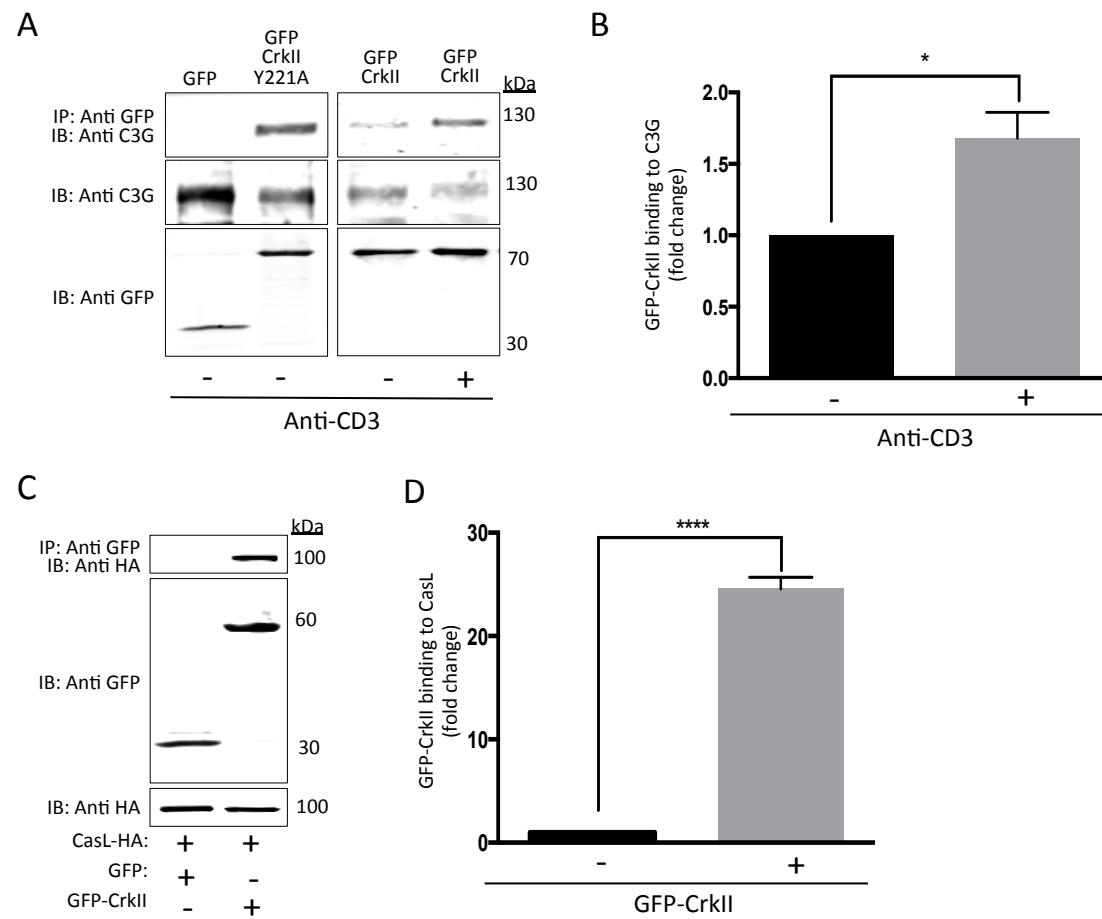 A
GFP
GFP
CrkII
Y221A
GFP
CrkII
GFP
CrkII
kDa
IP: Anti GFP
IB: Anti C3G
130
IB: Anti C3G
130
IB: Anti GFP
70
30
- - - +
Anti-CD3
B
*
2.0
1.5
1.0
0.5
0.0
GFP-CrkII binding to C3G
(fold change)
- +
Anti-CD3
C
kDa
IP: Anti GFP
IB: Anti HA
100
IB: Anti GFP
60
30
IB: Anti HA
100
CasL-HA: + +
GFP: + -
GFP-CrkII - +
D
****
30
20
10
0
GFP-CrkII binding to CasL
(fold change)
- +
GFP-CrkII